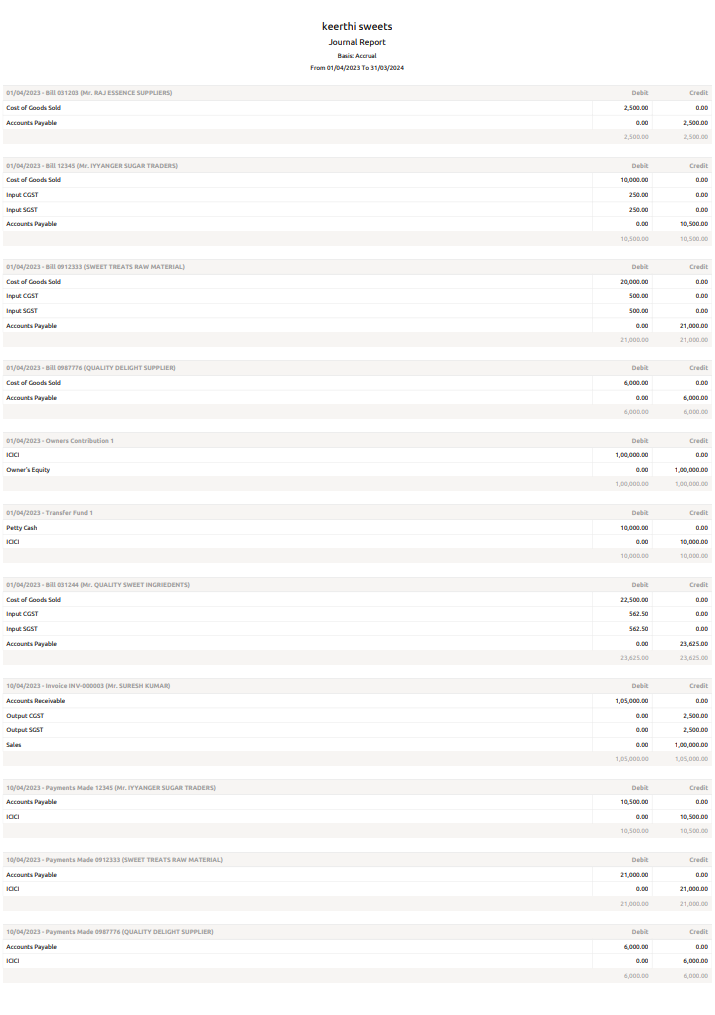 keerthi sweets
Journal Report
Basis: Accrual
From 01/04/2023 To 31/03/2024
01/04/2023 - Bill 031203 (Mr. RAJ ESSENCE SUPPLIERS) Debit Credit
Cost of Goods Sold 2,500.00 0.00
Accounts Payable 0.00 2,500.00
2,500.00 2,500.00
01/04/2023 - Bill 12345 (Mr. IYYANGER SUGAR TRADERS) Debit Credit
Cost of Goods Sold 10,000.00 0.00
Input CGST 250.00 0.00
Input SGST 250.00 0.00
Accounts Payable 0.00 10,500.00
10,500.00 10,500.00
01/04/2023 - Bill 0912333 (SWEET TREATS RAW MATERIAL) Debit Credit
Cost of Goods Sold 20,000.00 0.00
Input CGST 500.00 0.00
Input SGST 500.00 0.00
Accounts Payable 0.00 21,000.00
21,000.00 21,000.00
01/04/2023 - Bill 0987776 (QUALITY DELIGHT SUPPLIER) Debit Credit
Cost of Goods Sold 6,000.00 0.00
Accounts Payable 0.00 6,000.00
6,000.00 6,000.00
01/04/2023 - Owners Contribution 1 Debit Credit
ICICI 1,00,000.00 0.00
Owner's Equity 0.00 1,00,000.00
1,00,000.00 1,00,000.00
01/04/2023 - Transfer Fund 1 Debit Credit
Petty Cash 10,000.00 0.00
ICICI 0.00 10,000.00
10,000.00 10,000.00
01/04/2023 - Bill 031244 (Mr. QUALITY SWEET INGRIEDENTS) Debit Credit
Cost of Goods Sold 22,500.00 0.00
Input CGST 562.50 0.00
Input SGST 562.50 0.00
Accounts Payable 0.00 23,625.00
23,625.00 23,625.00
10/04/2023 - Invoice INV-000003 (Mr. SURESH KUMAR) Debit Credit
Accounts Receivable 1,05,000.00 0.00
Output CGST 0.00 2,500.00
Output SGST 0.00 2,500.00
Sales 0.00 1,00,000.00
1,05,000.00 1,05,000.00
10/04/2023 - Payments Made 12345 (Mr. IYYANGER SUGAR TRADERS) Debit Credit
Accounts Payable 10,500.00 0.00
ICICI 0.00 10,500.00
10,500.00 10,500.00
10/04/2023 - Payments Made 0912333 (SWEET TREATS RAW MATERIAL) Debit Credit
Accounts Payable 21,000.00 0.00
ICICI 0.00 21,000.00
21,000.00 21,000.00
10/04/2023 - Payments Made 0987776 (QUALITY DELIGHT SUPPLIER) Debit Credit
Accounts Payable 6,000.00 0.00
ICICI 0.00 6,000.00
6,000.00 6,000.00